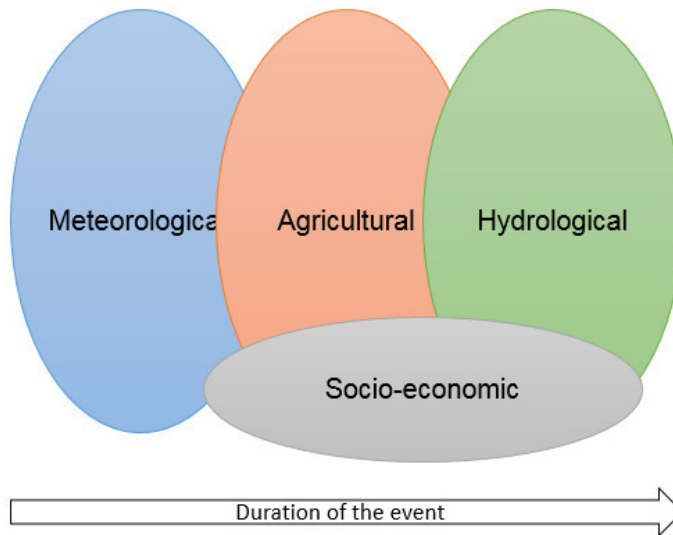 Meteorologica
Agricultural
Hydrological
Socio-economic
Duration of the event